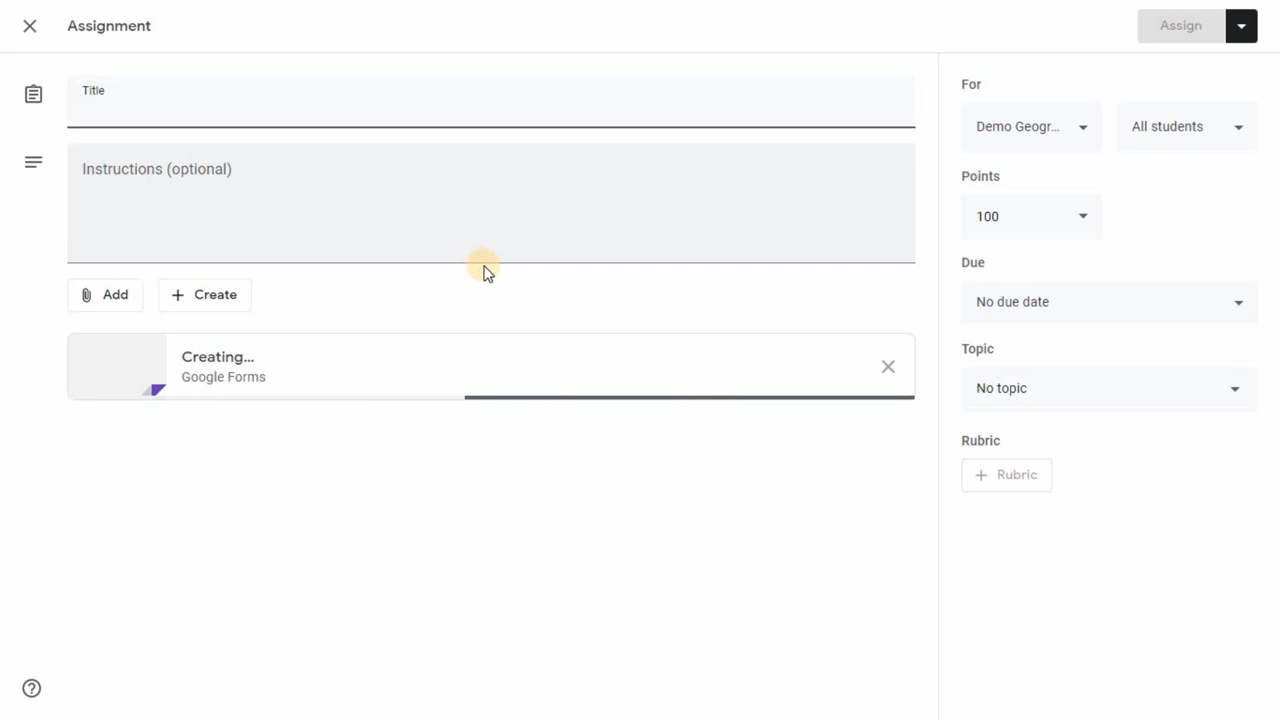 Assignment
Assign
Title
Instructions (optional)
Add
Create
Creating...
Google Forms
For
Demo Geogr...
All students
Points
100
Due
No due date
Topic
No topic
Rubric
Rubric